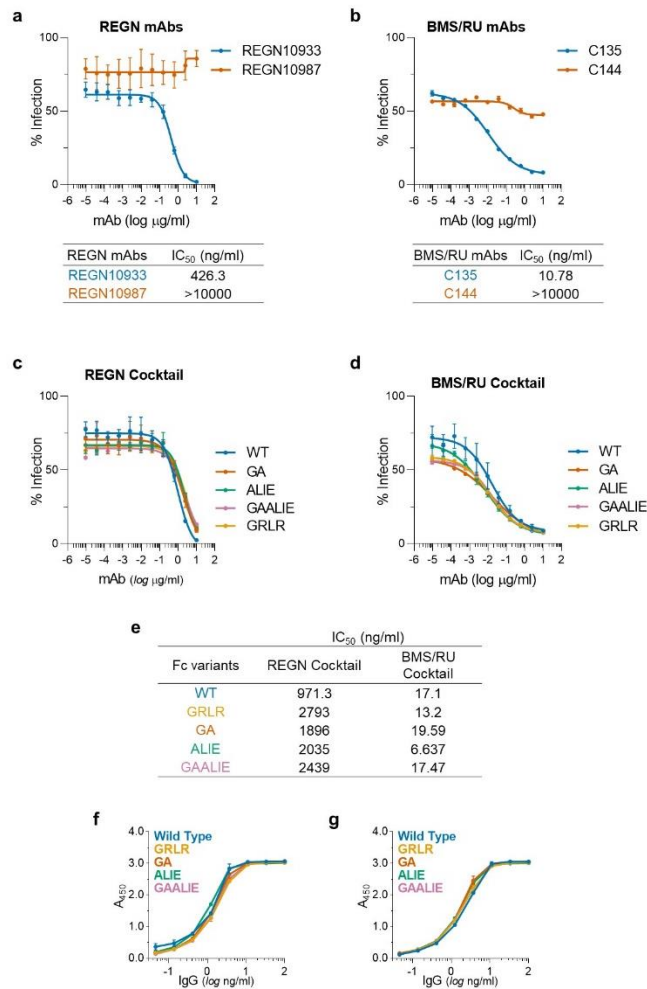 a
REGN mAbs
100
50
0
% Infection
-6 -5 -4 -3 -2 -1 0 1 2
mAb (log µg/ml)
REGN10933
REGN10987
REGN mAbs IC50 (ng/ml)
REGN10933 426.3
REGN10987 >10000
b
BMS/RU mAbs
100
50
0
% Infection
-6 -5 -4 -3 -2 -1 0 1 2
mAb (log µg/ml)
C135
C144
BMS/RU mAbs IC50 (ng/ml)
C135 10.78
C144 >10000
c
REGN Cocktail
100
50
0
% Infection
-6 -5 -4 -3 -2 -1 0 1 2
mAb (log µg/ml)
WT
GA
ALIE
GAALIE
GRLR
d
BMS/RU Cocktail
100
50
0
% Infection
-6 -5 -4 -3 -2 -1 0 1 2
mAb (log µg/ml)
WT
GA
ALIE
GAALIE
GRLR
e
IC50 (ng/ml)
Fc variants REGN Cocktail BMS/RU
Cocktail
WT 971.3 17.1
GRLR 2793 13.2
GA 1896 19.59
ALIE 2035 6.637
GAALIE 2439 17.47
f
Wild Type
GRLR
GA
ALIE
GAALIE
4.0
3.0
2.0
1.0
0.0
A450
-1 0 1 2
IgG (log ng/ml)
g
Wild Type
GRLR
GA
ALIE
GAALIE
4.0
3.0
2.0
1.0
0.0
A450
-1 0 1 2
IgG (log ng/ml)